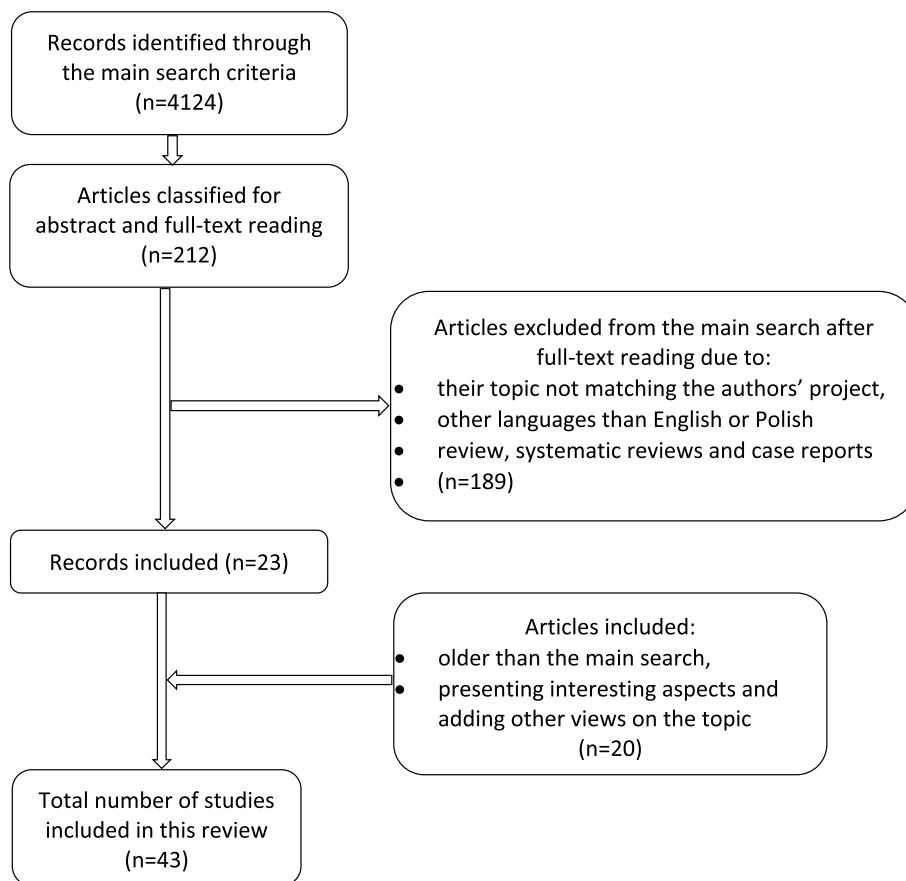 Records identified through
the main search criteria
(n=4124)
Articles classified for
abstract and full-text reading
(n=212)
Articles excluded from the main search after
full-text reading due to:
• their topic not matching the authors’ project,
• other languages than English or Polish
• review, systematic reviews and case reports
• (n=189)
Records included (n=23)
Articles included:
• older than the main search,
• presenting interesting aspects and
adding other views on the topic
(n=20)
Total number of studies
included in this review
(n=43)